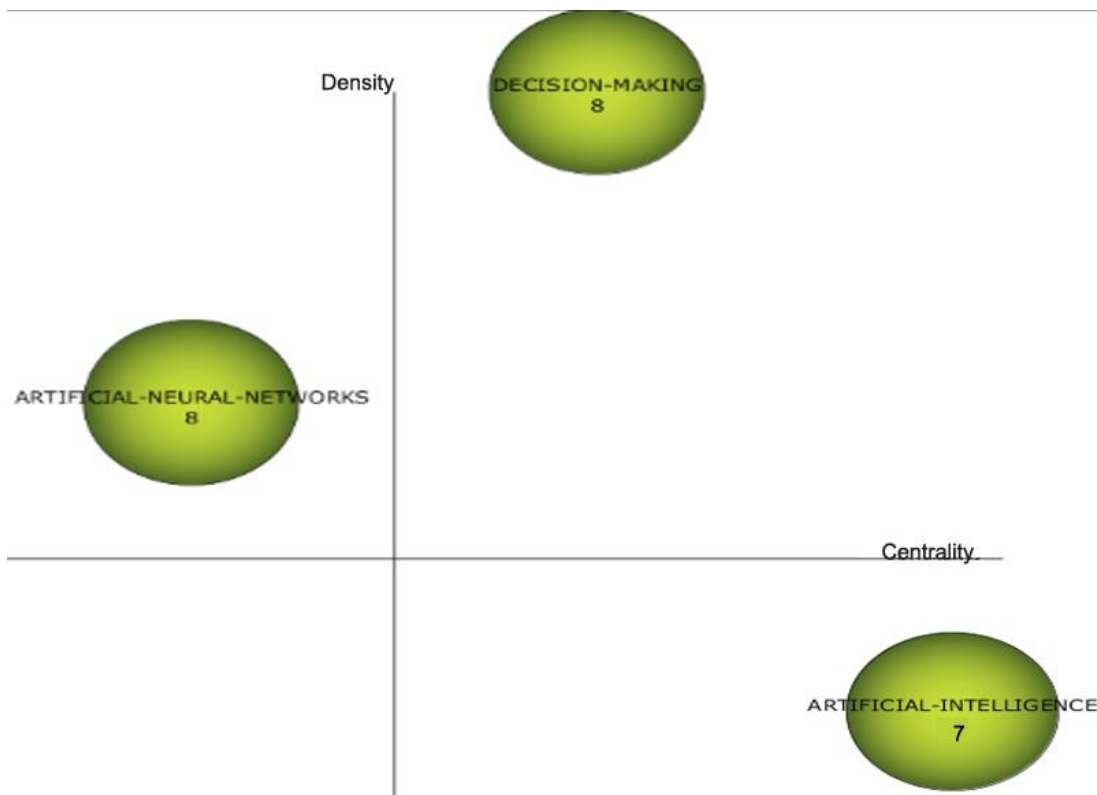 Density
DECISION-MAKING
8
ARTIFICIAL-NEURAL-NETWORKS
8
Centrality
ARTIFICIAL-INTELLIGENCE
7